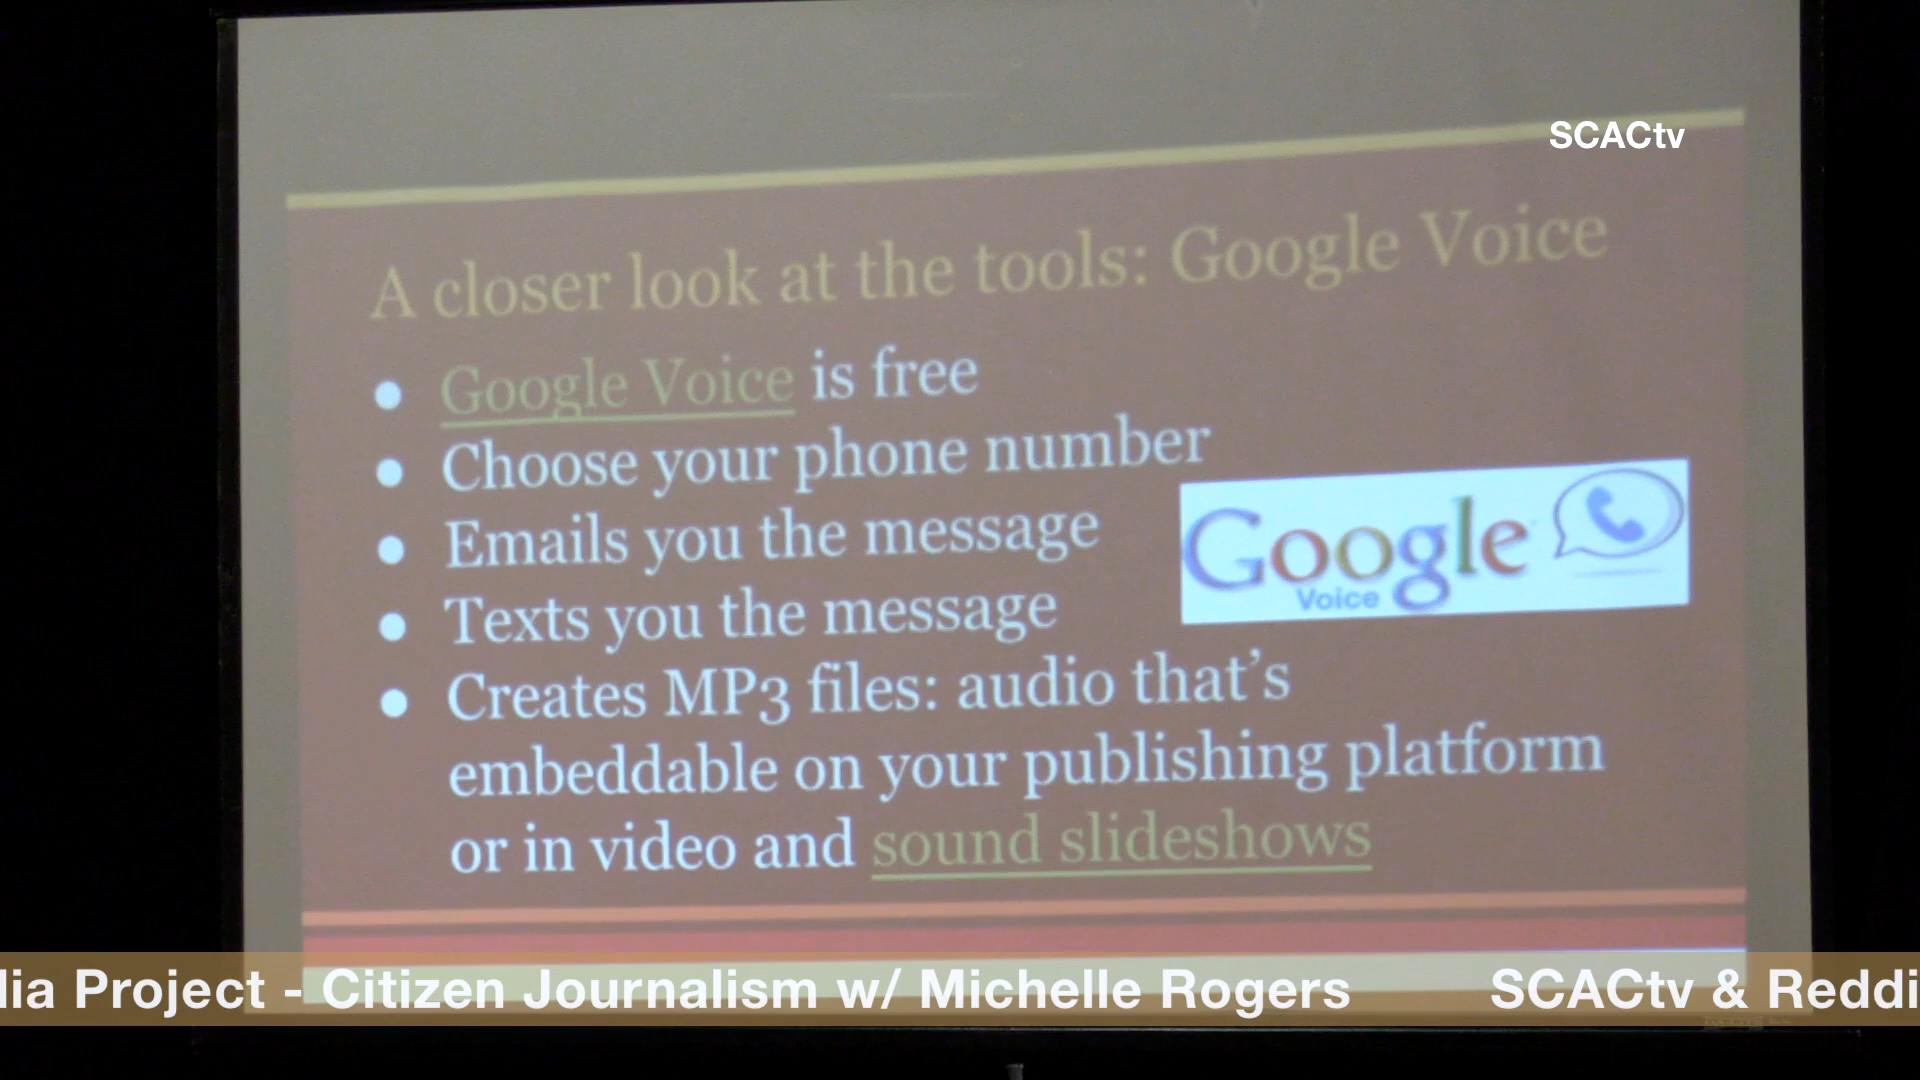 SCACtv
A closer look at the tools: Google Voice
Google Voice is free
Choose your phone number
Emails you the message
Texts you the message
Google
Voice
Creates MP3 files: audio that's
embeddable on your publishing platform
or in video and sound slideshows
dia Project - Citizen Journalism w/ Michelle Rogers SCACtv & Reddi